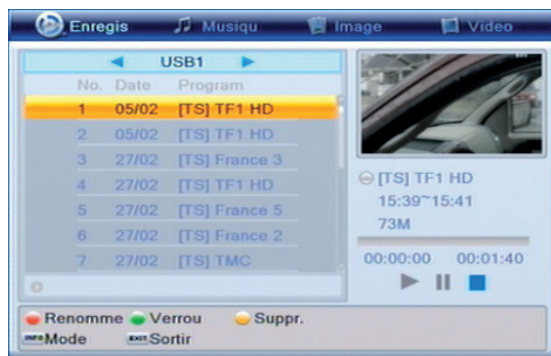 Enregis Musiqu Image Video
USB1
No. Date Program
1 05/02 [TS] TF1 HD
2 05/02 [TS] TF1 HD
3 27/02 [TS] France 3
4 27/02 [TS] TF1 HD
5 27/02 [TS] France 5
6 27/02 [TS] France 2
7 27/02 [TS] TMC
[TS] TF1 HD
15:39~15:41
73M
00:00:00 00:01:40
Renomme Verrou Suppr.
INFO Mode EXIT Sortir